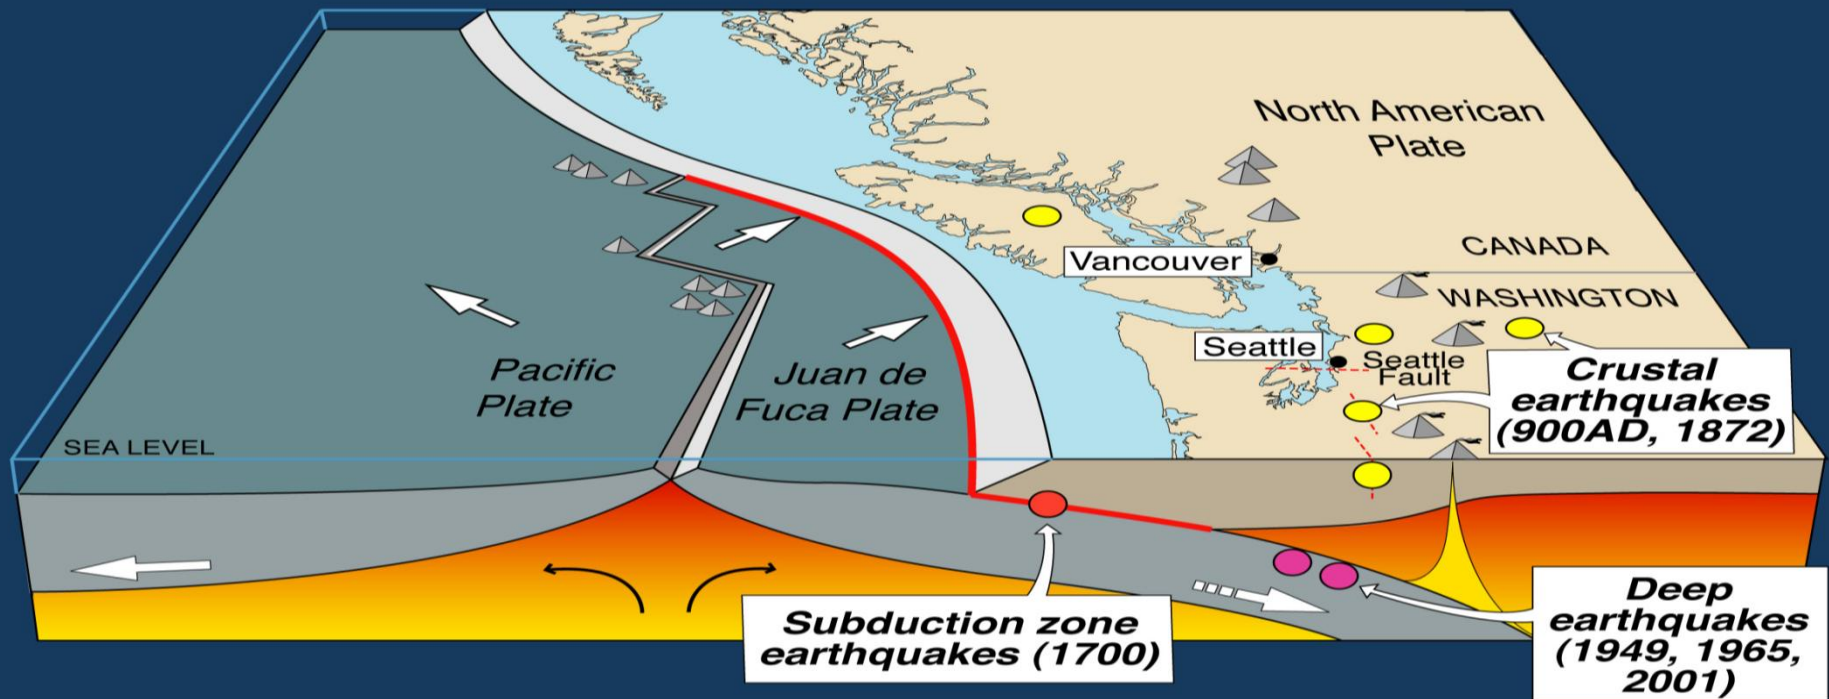 North American
Plate
CANADA
Vancouver
WASHINGTON
Seattle
Seattle
Fault
Crustal
earthquakes
(900AD, 1872)
Pacific
Plate
Juan de
Fuca Plate
SEA LEVEL
Subduction zone
earthquakes (1700)
Deep
earthquakes
(1949, 1965,
2001)